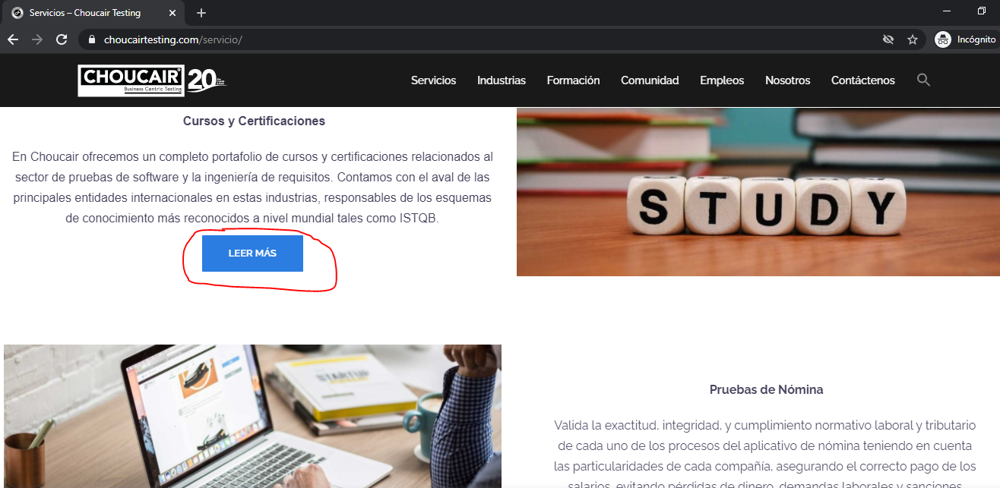 Servicios – Choucair Testing
choucairtesting.com/servicio/
Incógnito
CHOUCAIR
Business Centric Testing
20
Servicios Industrias Formación Comunidad Empleos Nosotros Contáctenos
Cursos y Certificaciones
En Choucair ofrecemos un completo portafolio de cursos y certificaciones relacionados al
sector de pruebas de software y la ingeniería de requisitos. Contamos con el aval de las
principales entidades internacionales en estas industrias, responsables de los esquemas
de conocimiento más reconocidos a nivel mundial tales como ISTQB.
LEER MÁS
STUDY
STARTUP
Pruebas de Nómina
Valida la exactitud, integridad, y cumplimiento normativo laboral y tributario
de cada uno de los procesos del aplicativo de nómina teniendo en cuenta
las particularidades de cada compañía, asegurando el correcto pago de los
salarios, evitando pérdidas de dinero, demandas laborales y sanciones